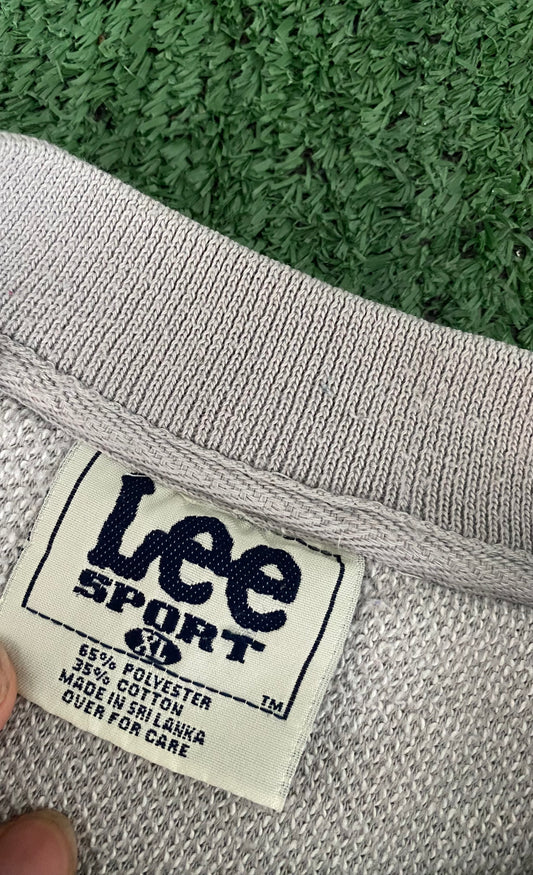 Lee
SPORT
XL
TM
65% POLYESTER
35% COTTON
MADE IN SRI LANKA
OVER FOR CARE